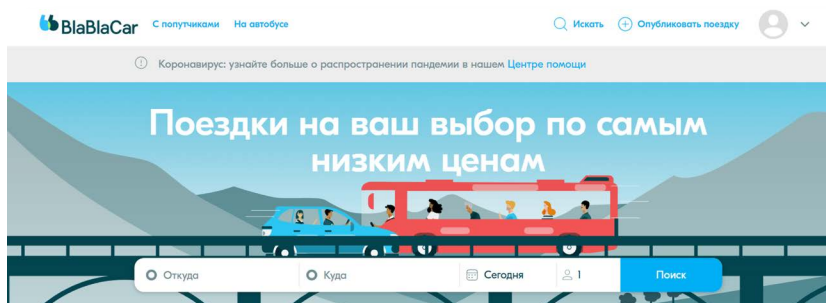 BlaBlaCar С попутчиками На автобусе Искать Опубликовать поездку
Коронавирус: узнайте больше о распространении пандемии в нашем Центре помощи
Поездки на ваш выбор по самым
низким ценам
Откуда Куда Сегодня 1 Поиск